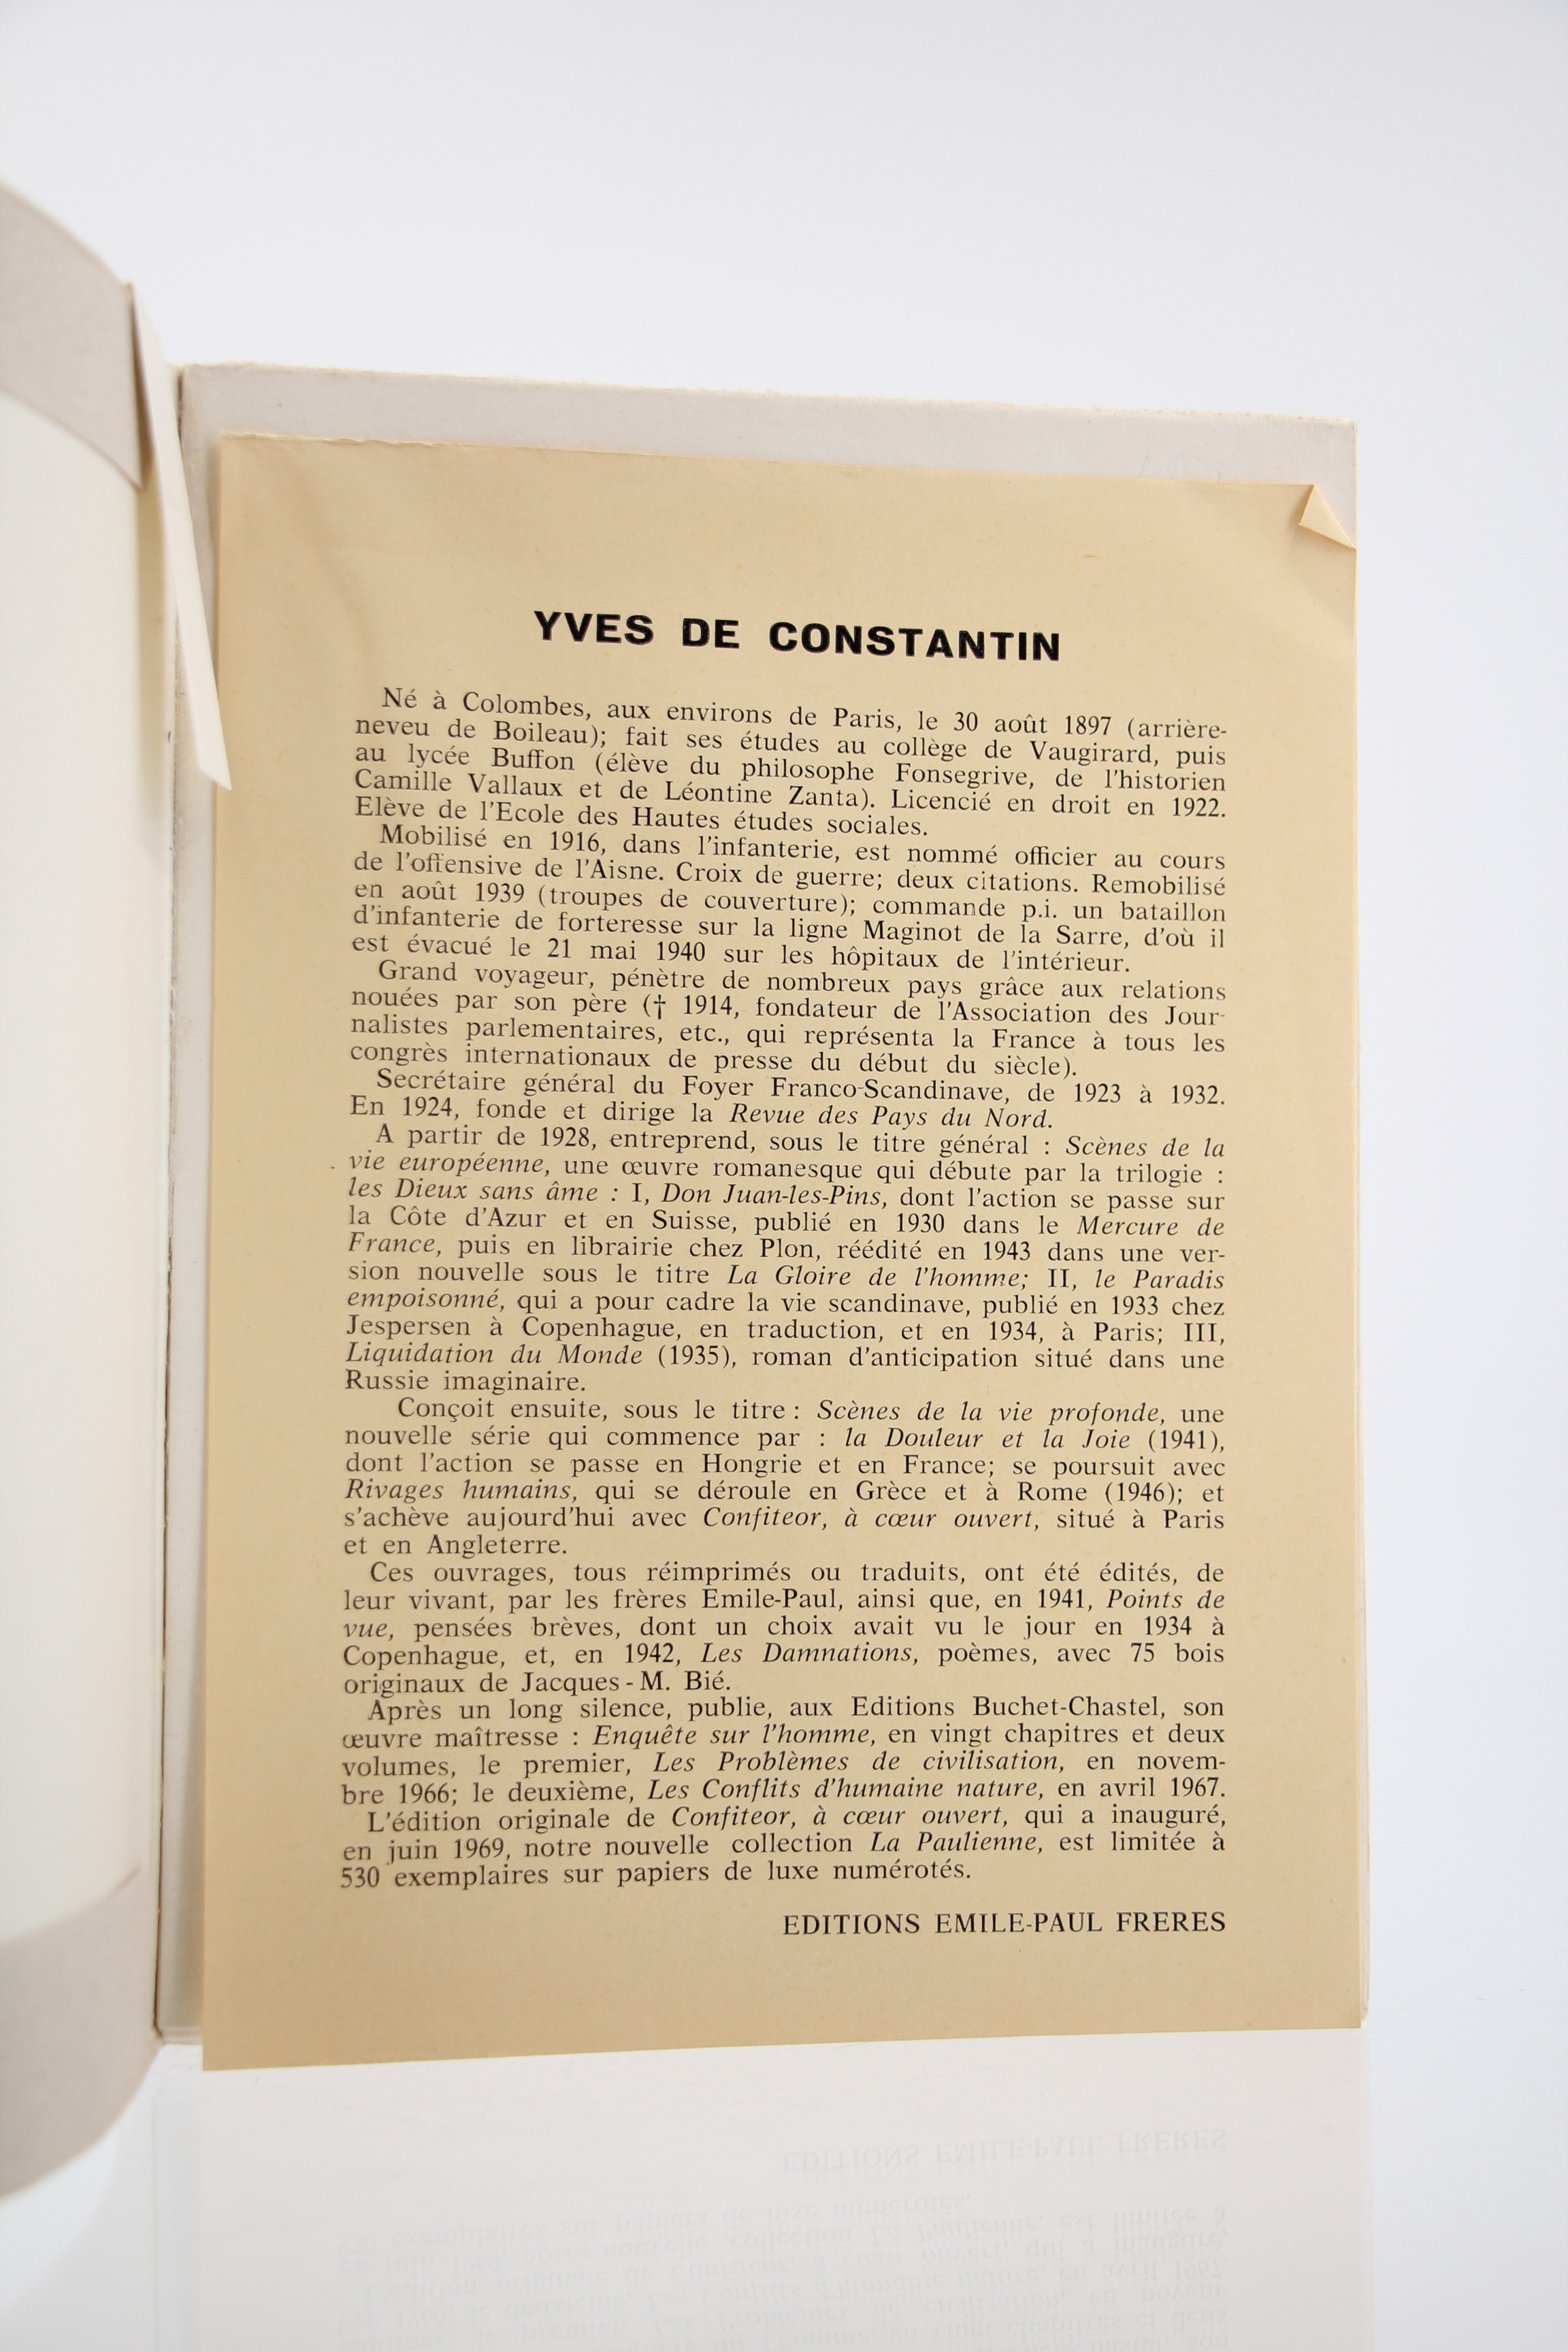 YVES DE CONSTANTIN
Né à Colombes, aux environs de Paris, le 30 août 1897 (arrière-
neveu de Boileau); fait ses études au collège de Vaugirard, puis
au lycée Buffon (élève du philosophe Fonsegrive, de l'historien
Camille Vallaux et de Léontine Zanta). Licencié en droit en 1922.
Elève de l'Ecole des Hautes études sociales.
Mobilisé en 1916, dans l'infanterie, est nommé officier au cours
de l'offensive de l'Aisne. Croix de guerre; deux citations. Remobilisé
en août 1939 (troupes de couverture); commande p.i. un bataillon
d'infanterie de forteresse sur la ligne Maginot de la Sarre, d'où il
est évacué le 21 mai 1940 sur les hôpitaux de l'intérieur.
Grand voyageur, pénètre de nombreux pays grâce aux relations
nouées par son père († 1914, fondateur de l'Association des Jour-
nalistes parlementaires, etc., qui représenta la France à tous les
congrès internationaux de presse du début du siècle).
Secrétaire général du Foyer Franco-Scandinave, de 1923 à 1932.
En 1924, fonde et dirige la Revue des Pays du Nord.
A partir de 1928, entreprend, sous le titre général : Scènes de la
vie européenne, une œuvre romanesque qui débute par la trilogie :
les Dieux sans âme : I, Don Juan-les-Pins, dont l'action se passe sur
la Côte d'Azur et en Suisse, publié en 1930 dans le Mercure de
France, puis en librairie chez Plon, réédité en 1943 dans une ver-
sion nouvelle sous le titre La Gloire de l'homme; II, le Paradis
empoisonné, qui a pour cadre la vie scandinave, publié en 1933 chez
Jespersen à Copenhague, en traduction, et en 1934, à Paris; III,
Liquidation du Monde (1935), roman d'anticipation situé dans une
Russie imaginaire.
Conçoit ensuite, sous le titre : Scènes de la vie profonde, une
nouvelle série qui commence par : la Douleur et la Joie (1941),
dont l'action se passe en Hongrie et en France; se poursuit avec
Rivages humains, qui se déroule en Grèce et à Rome (1946); et
s'achève aujourd'hui avec Confiteor, à cœur ouvert, situé à Paris
et en Angleterre.
Ces ouvrages, tous réimprimés ou traduits, ont été édités, de
leur vivant, par les frères Emile-Paul, ainsi que, en 1941, Points de
vue, pensées brèves, dont un choix avait vu le jour en 1934 à
Copenhague, et, en 1942, Les Damnations, poèmes, avec 75 bois
originaux de Jacques - M. Bié.
Après un long silence, publie, aux Editions Buchet-Chastel, son
œuvre maîtresse : Enquête sur l'homme, en vingt chapitres et deux
volumes, le premier, Les Problèmes de civilisation, en novem-
bre 1966; le deuxième, Les Conflits d'humaine nature, en avril 1967.
L'édition originale de Confiteor, à cœur ouvert, qui a inauguré,
en juin 1969, notre nouvelle collection La Paulienne, est limitée à
530 exemplaires sur papiers de luxe numérotés.
EDITIONS EMILE-PAUL FRERES